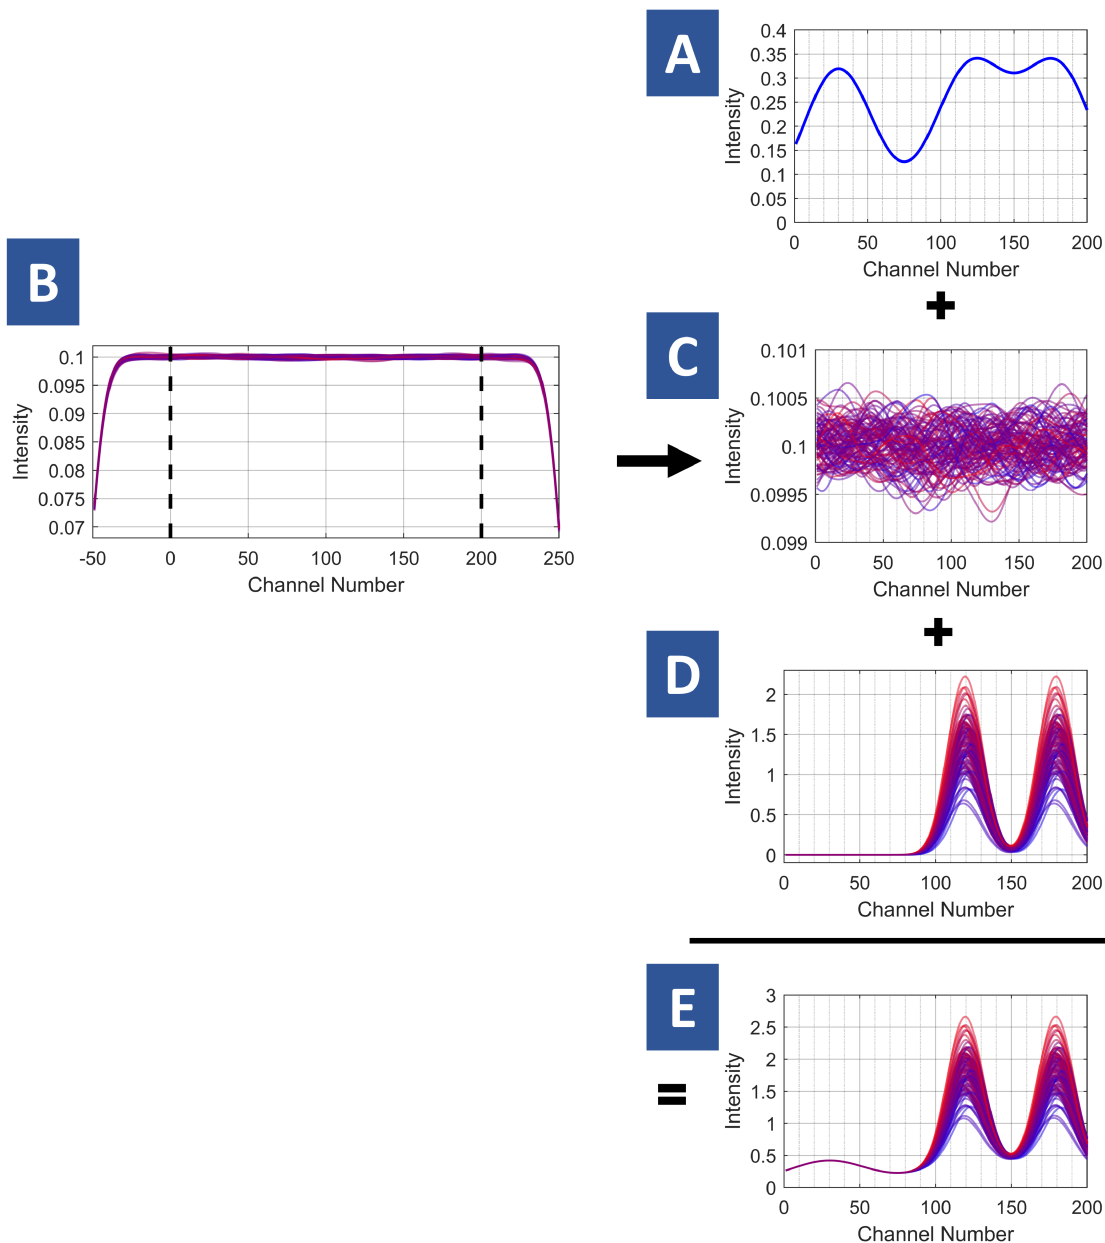 A
0.4
0.35
0.3
0.25
0.2
0.15
0.1
0.05
0
Intensity
0 50 100 150 200
Channel Number
+
B
0.1
0.095
0.09
0.085
0.08
0.075
0.07
Intensity
-50 0 50 100 150 200 250
Channel Number
C
0.101
0.1005
0.1
0.0995
0.099
Intensity
0 50 100 150 200
Channel Number
+
D
2
1.5
1
0.5
0
Intensity
0 50 100 150 200
Channel Number
E
=
3
2.5
2
1.5
1
0.5
0
Intensity
0 50 100 150 200
Channel Number